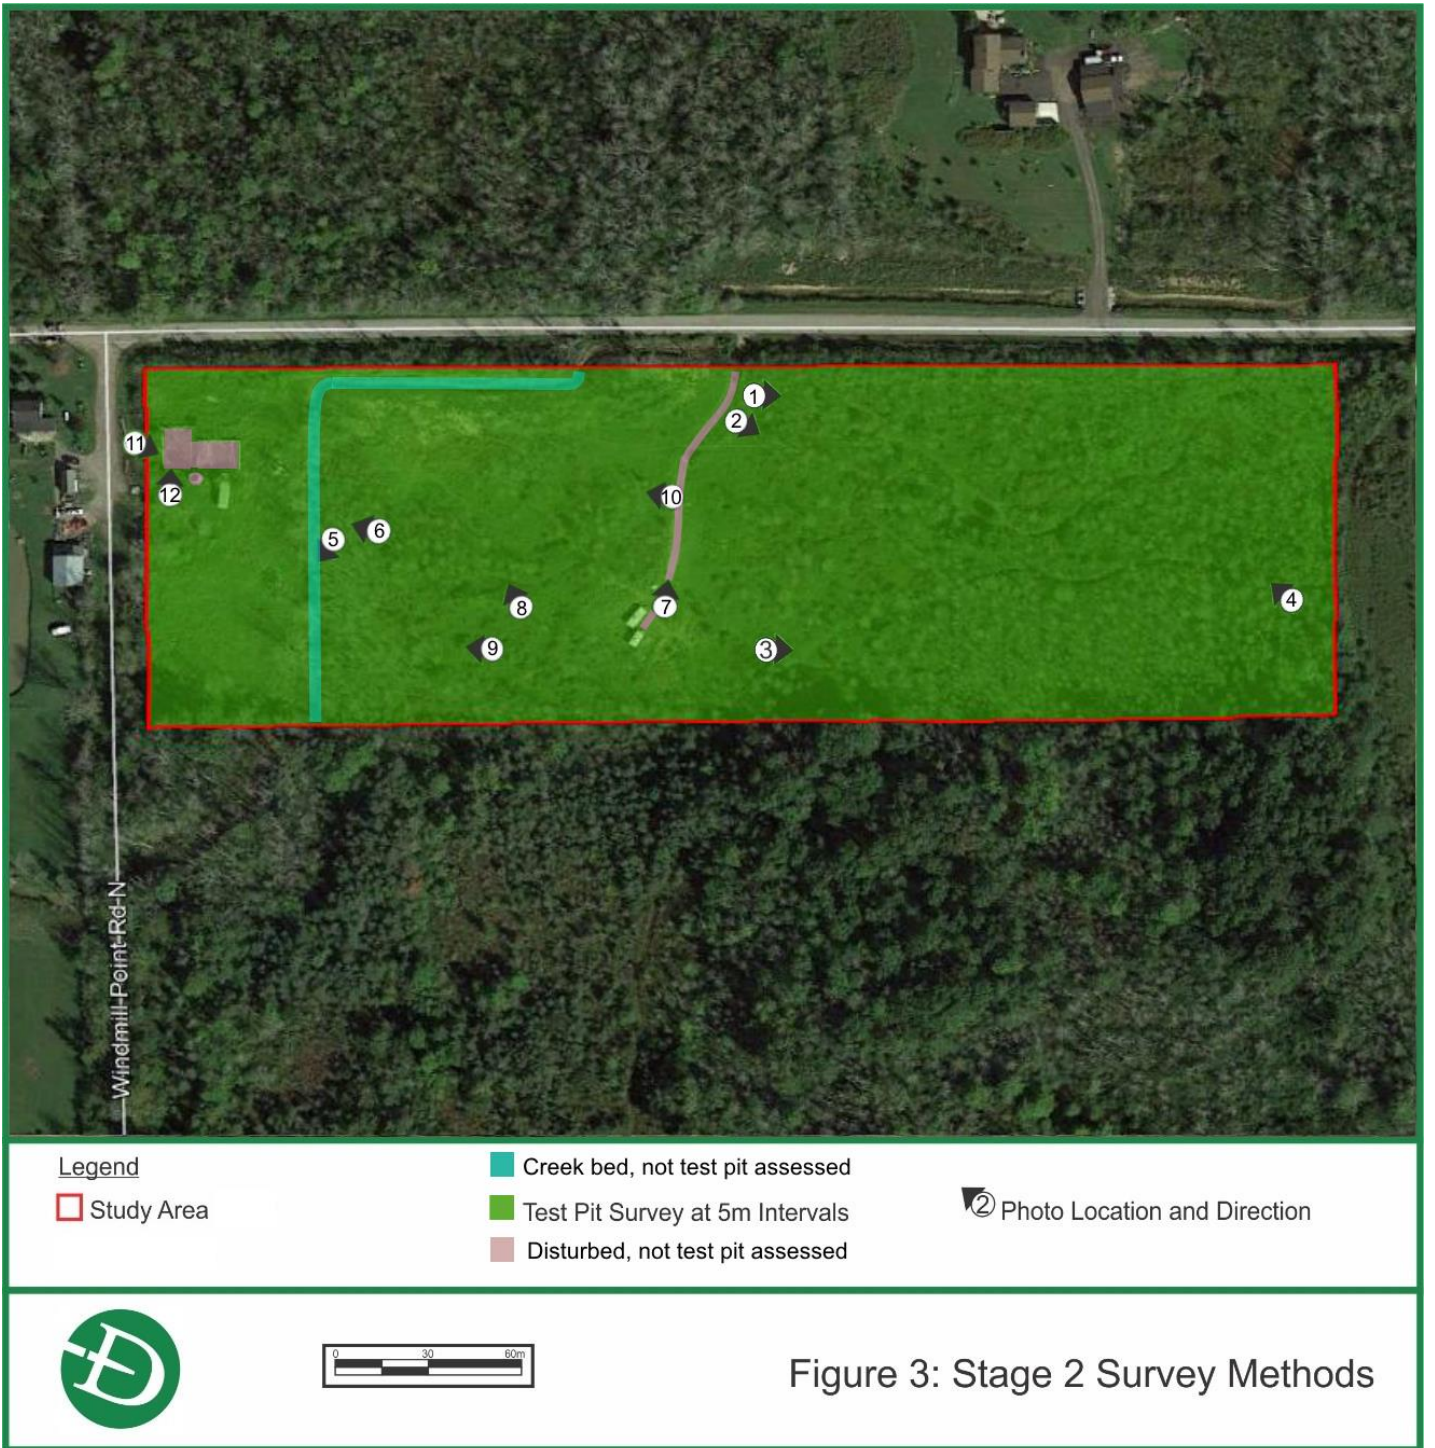 1
2
11
10
12
5
6
8
7
4
9
3
Windmill Point Rd N
Legend
Study Area
Creek bed, not test pit assessed
Test Pit Survey at 5m Intervals
Disturbed, not test pit assessed
2 Photo Location and Direction
0 30 60m
D
Figure 3: Stage 2 Survey Methods